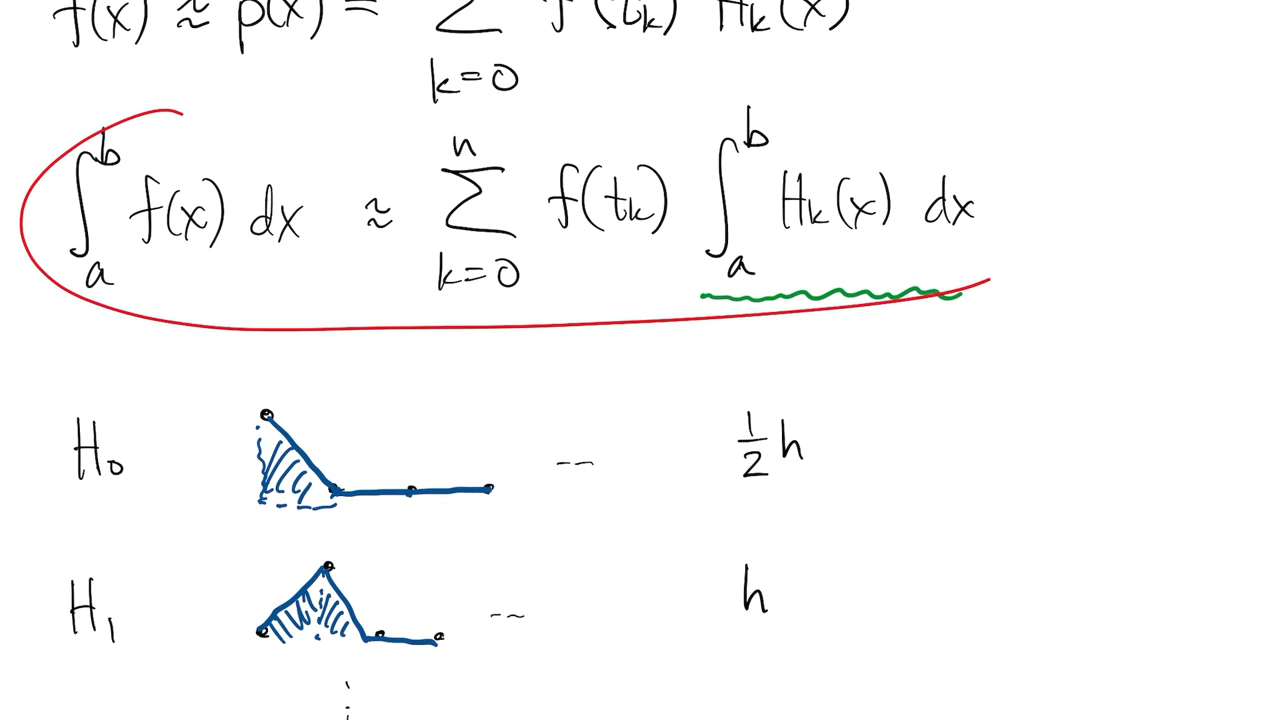 f(x) ≈ p(x) = ∑_{k=0} f(t_k) H_k(x)
∫_a^b f(x) dx ≈ ∑_{k=0}^n f(t_k) ∫_a^b H_k(x) dx
H_0 -- 1/2 h
H_1 -- h
⋮